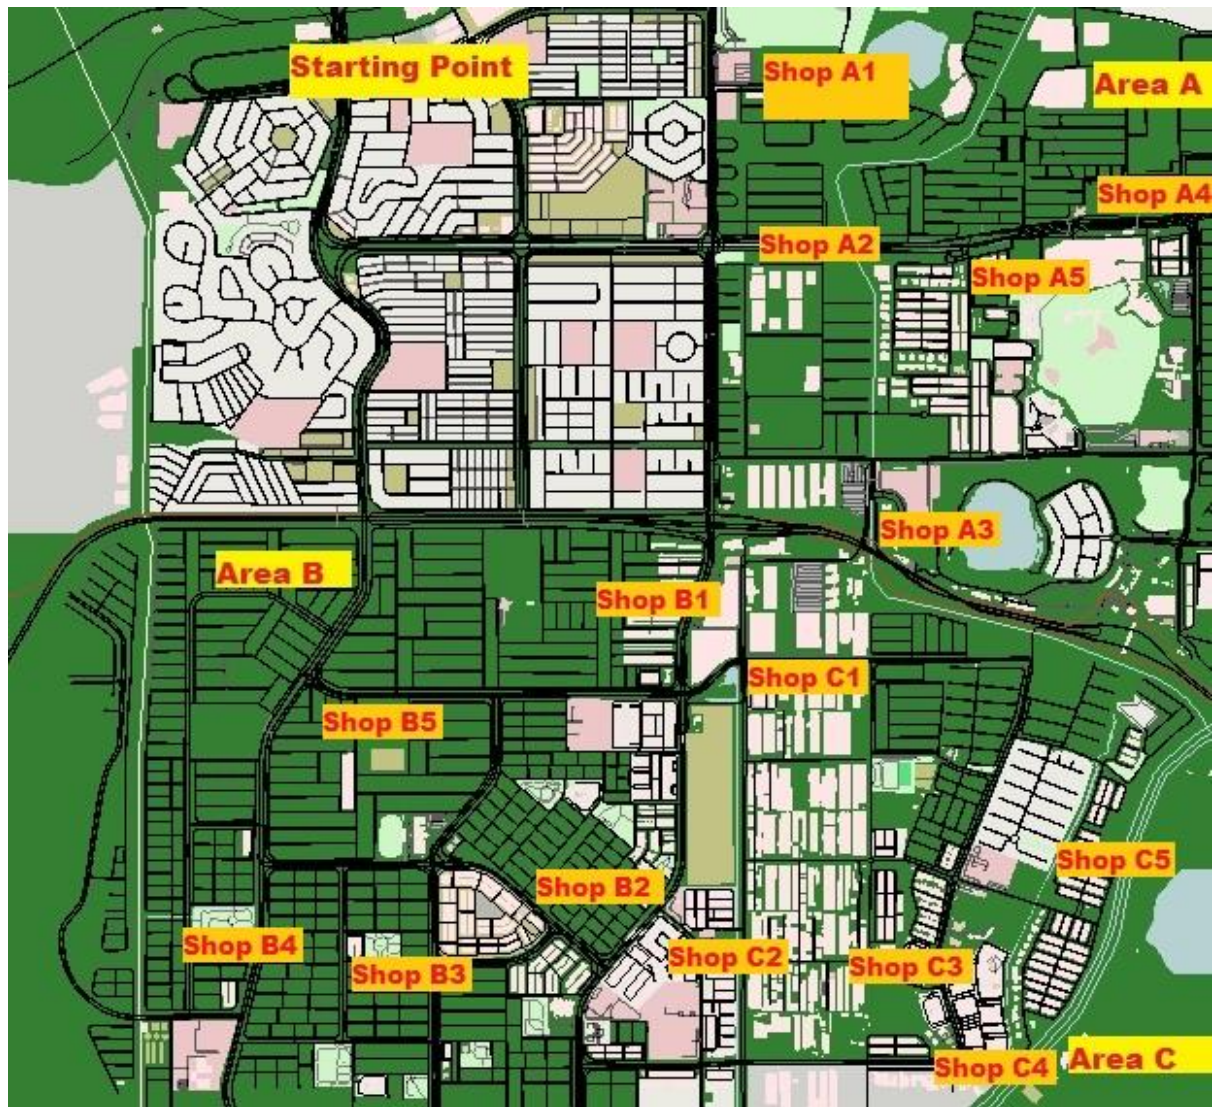 Starting Point
Shop A1
Area A
Shop A4
Shop A2
Shop A5
Shop A3
Area B
Shop B1
Shop C1
Shop B5
Shop C5
Shop B2
Shop B4
Shop B3
Shop C2
Shop C3
Shop C4
Area C